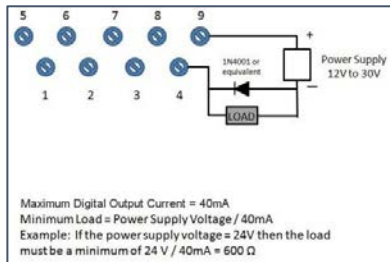 5 6 7 8 9
+
1N4001 or
equivalent
Power Supply
12V to 30V
1 2 3 4
LOAD
—
Maximum Digital Output Current = 40mA
Minimum Load = Power Supply Voltage / 40mA
Example: If the power supply voltage = 24V then the load
must be a minimum of 24 V / 40mA = 600 Ω